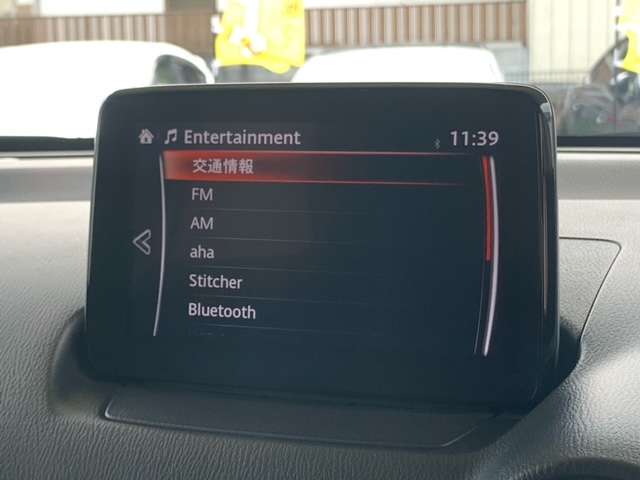 Entertainment 11:39
交通情報
FM
AM
aha
Stitcher
Bluetooth